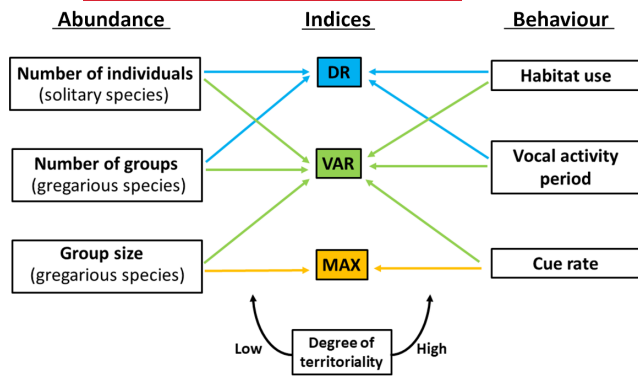 Abundance Indices Behaviour
Number of individuals
(solitary species)
DR
Habitat use
Number of groups
(gregarious species)
VAR
Vocal activity
period
Group size
(gregarious species)
MAX
Cue rate
Low
Degree of
territoriality
High